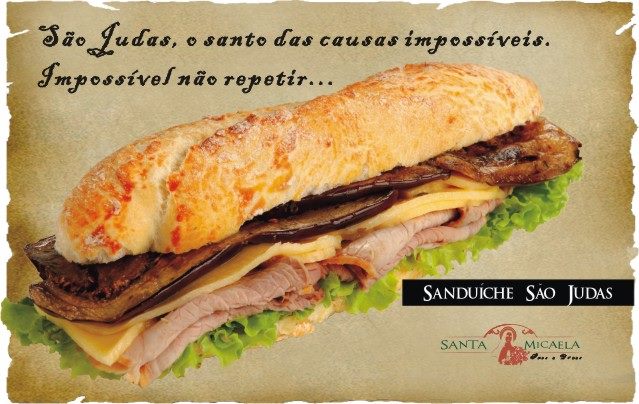 São Judas, o santo das causas impossíveis.
Impossível não repetir...
Sanduíche São Judas
Santa Micaela